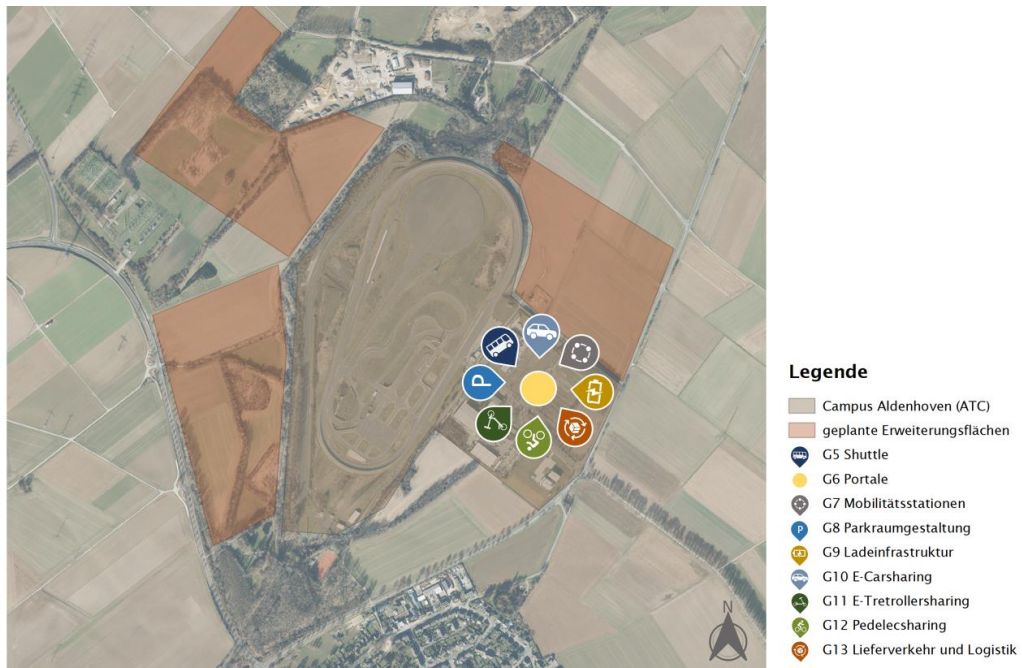 P
N
Legende
Campus Aldenhoven (ATC)
geplante Erweiterungsflächen
G5 Shuttle
G6 Portale
G7 Mobilitätsstationen
P
G8 Parkraumgestaltung
G9 Ladeinfrastruktur
G10 E-Carsharing
G11 E-Tretrollersharing
G12 Pedelecsharing
G13 Lieferverkehr und Logistik